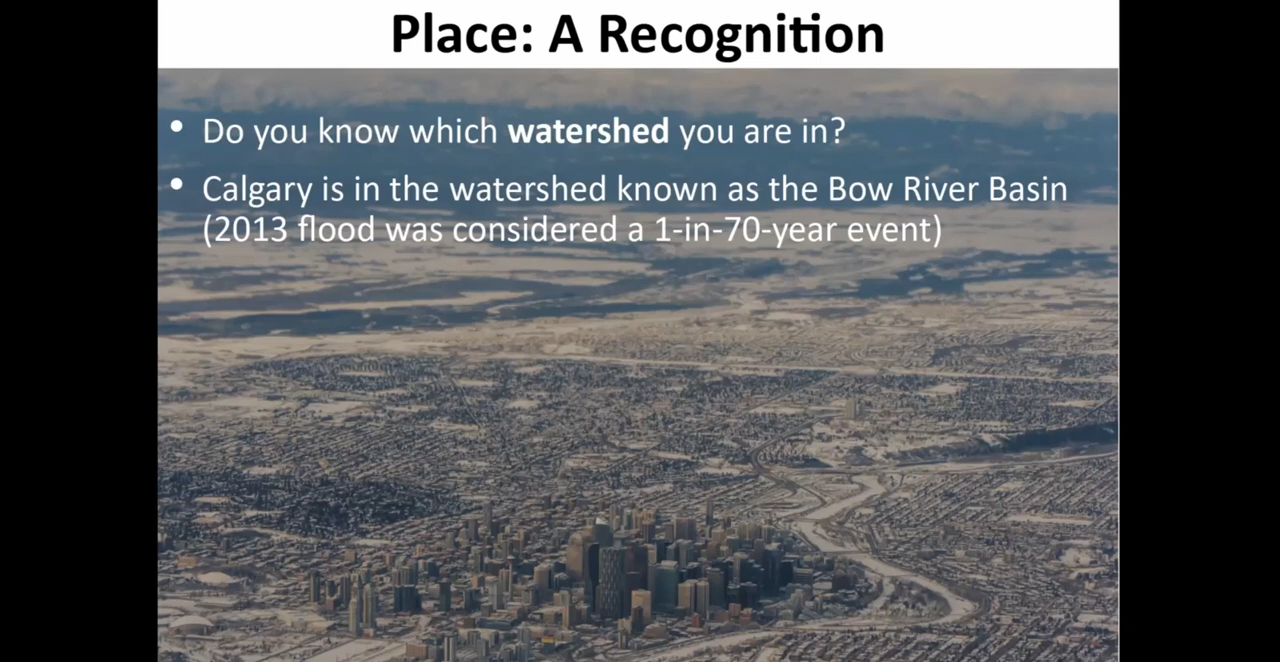 Place: A Recognition
• Do you know which watershed you are in?
• Calgary is in the watershed known as the Bow River Basin
(2013 flood was considered a 1-in-70-year event)